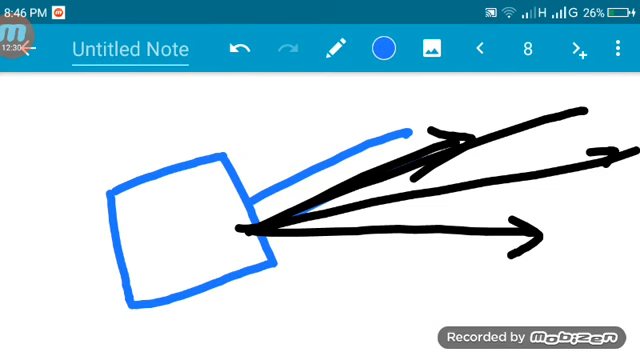 8:46 PM
H
G
26%
12:30
Untitled Note
8
Recorded by mobizen